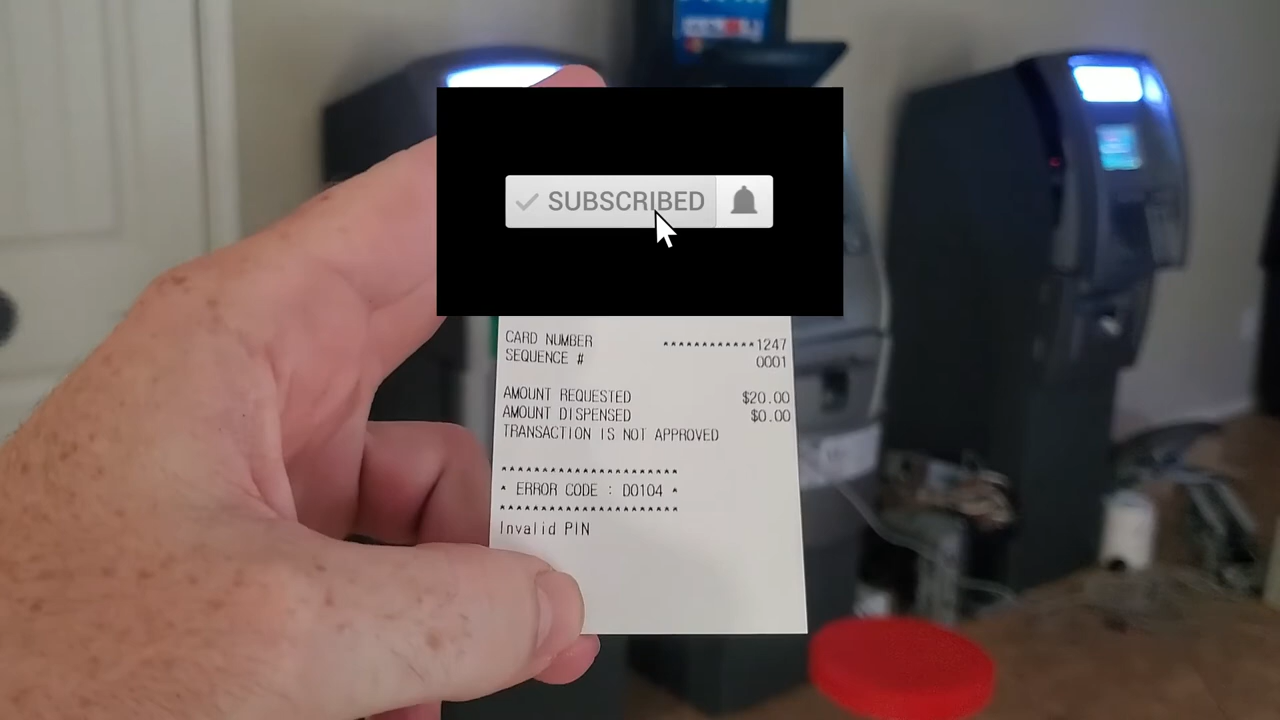 SUBSCRIBED
CARD NUMBER ************1247
SEQUENCE # 0001
AMOUNT REQUESTED $20.00
AMOUNT DISPENSED $0.00
TRANSACTION IS NOT APPROVED
*********************
* ERROR CODE : D0104 *
*********************
Invalid PIN